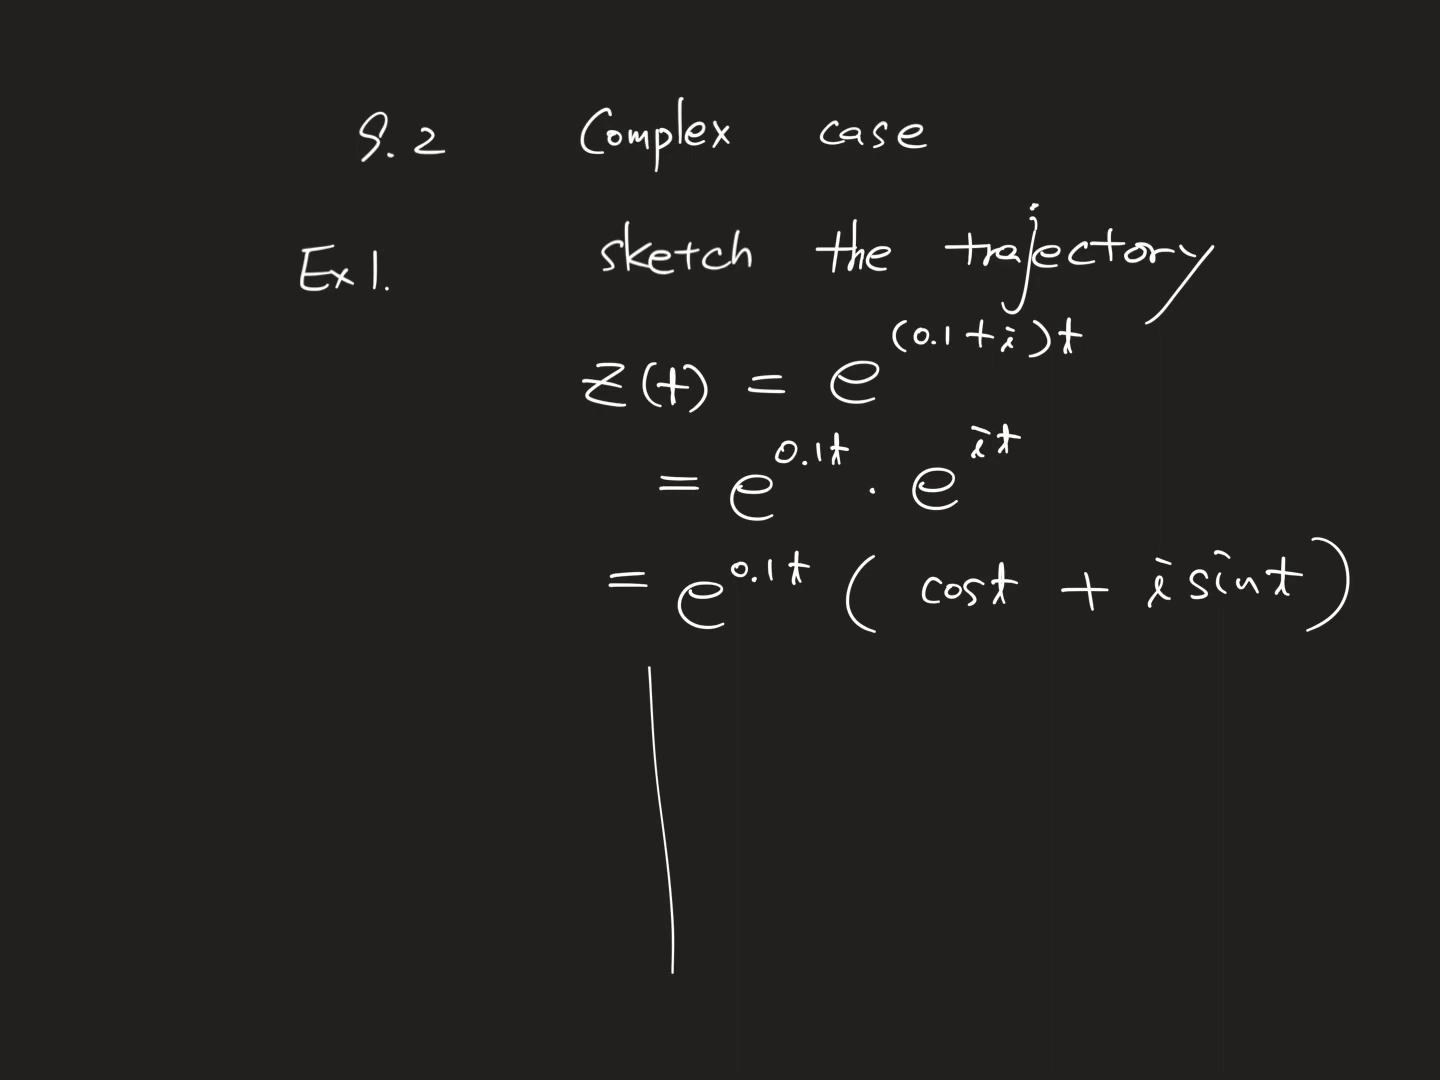 9.2 Complex case
Ex 1. sketch the trajectory
z(t) = e^{(0.1+i)t}
= e^{0.1t} · e^{it}
= e^{0.1t} ( cost + i sint )